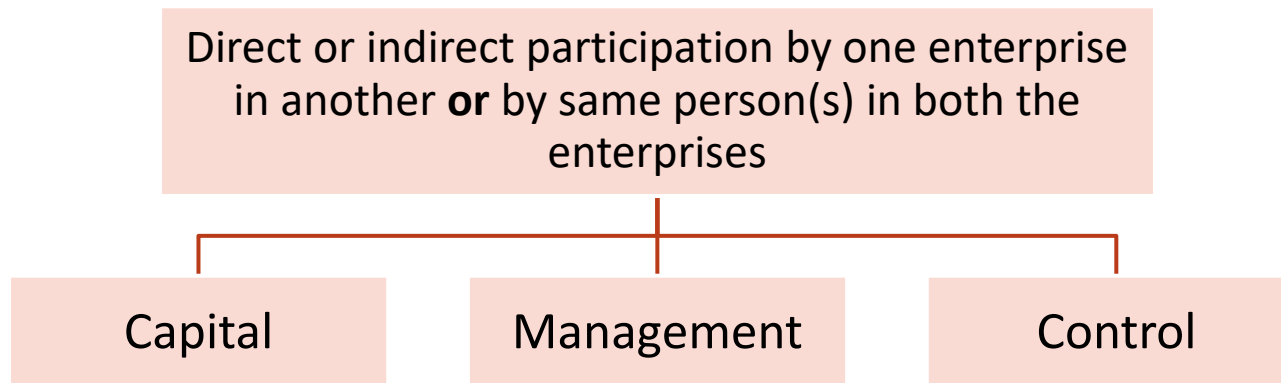 Direct or indirect participation by one enterprise
in another or by same person(s) in both the
enterprises
Capital
Management
Control